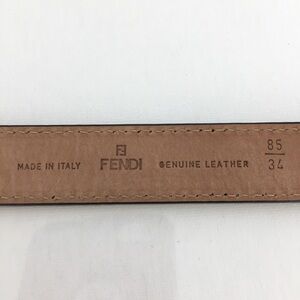 MADE IN ITALY
FENDI
GENUINE LEATHER
85
34